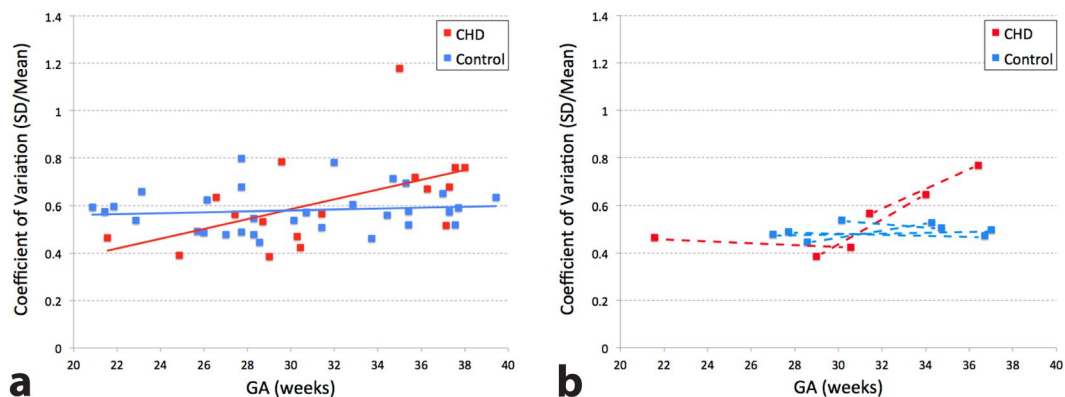 1.4
1.2
1
0.8
0.6
0.4
0.2
0
Coefficient of Variation (SD/Mean)
CHD
Control
20 22 24 26 28 30 32 34 36 38 40
GA (weeks)
a
1.4
1.2
1
0.8
0.6
0.4
0.2
0
Coefficient of Variation (SD/Mean)
CHD
Control
20 22 24 26 28 30 32 34 36 38 40
GA (weeks)
b